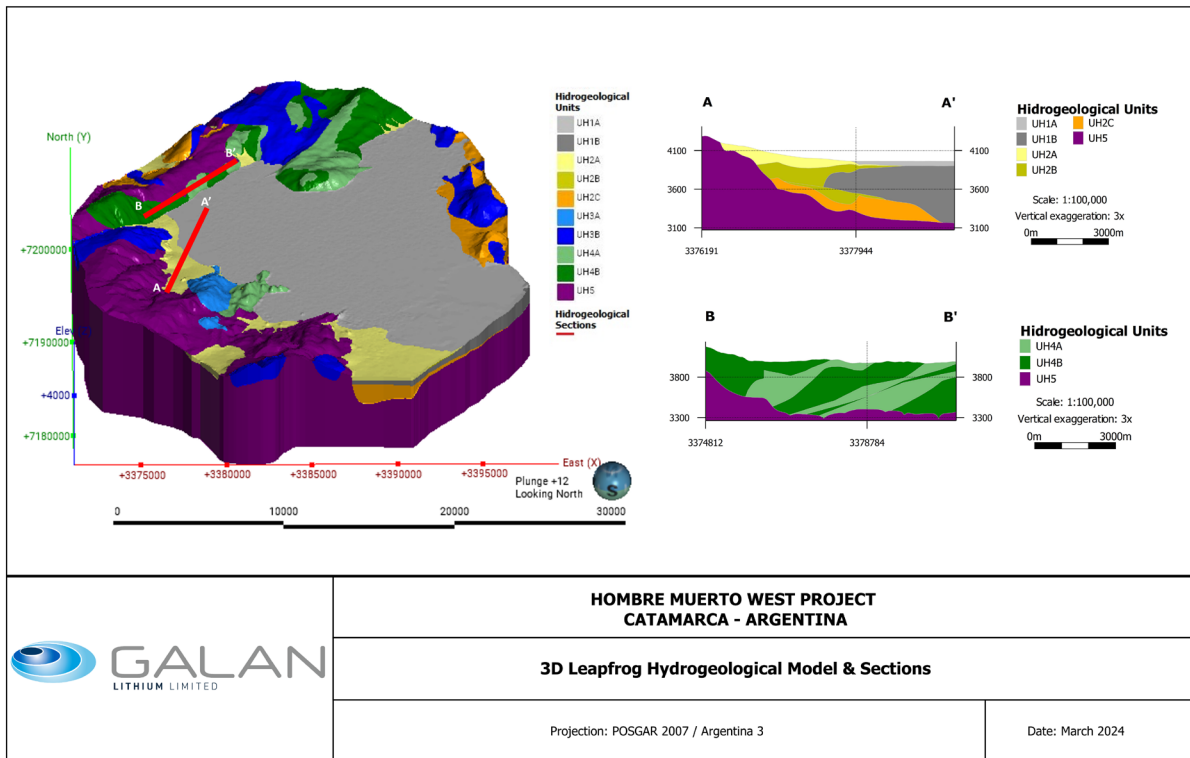 North (Y)
+7200000
Elev
+7190000
+4000
+7180000
+3375000
+3380000
+3385000
+3390000
+3395000
East (X)
Plunge +12
Looking North
S
0
10000
20000
30000
B'
B
A'
A
Hidrogeological
Units
UH1A
UH1B
UH2A
UH2B
UH2C
UH3A
UH3B
UH4A
UH4B
UH5
Hidrogeological
Sections
A
A'
4100
4100
3600
3600
3100
3100
3376191
3377944
Hidrogeological Units
UH1A
UH2C
UH1B
UH5
UH2A
UH2B
Scale: 1:100,000
Vertical exaggeration: 3x
0m
3000m
B
B'
3800
3800
3300
3300
3374812
3378784
Hidrogeological Units
UH4A
UH4B
UH5
Scale: 1:100,000
Vertical exaggeration: 3x
0m
3000m
GALAN
LITHIUM LIMITED
HOMBRE MUERTO WEST PROJECT
CATAMARCA - ARGENTINA
3D Leapfrog Hydrogeological Model & Sections
Projection: POSGAR 2007 / Argentina 3
Date: March 2024